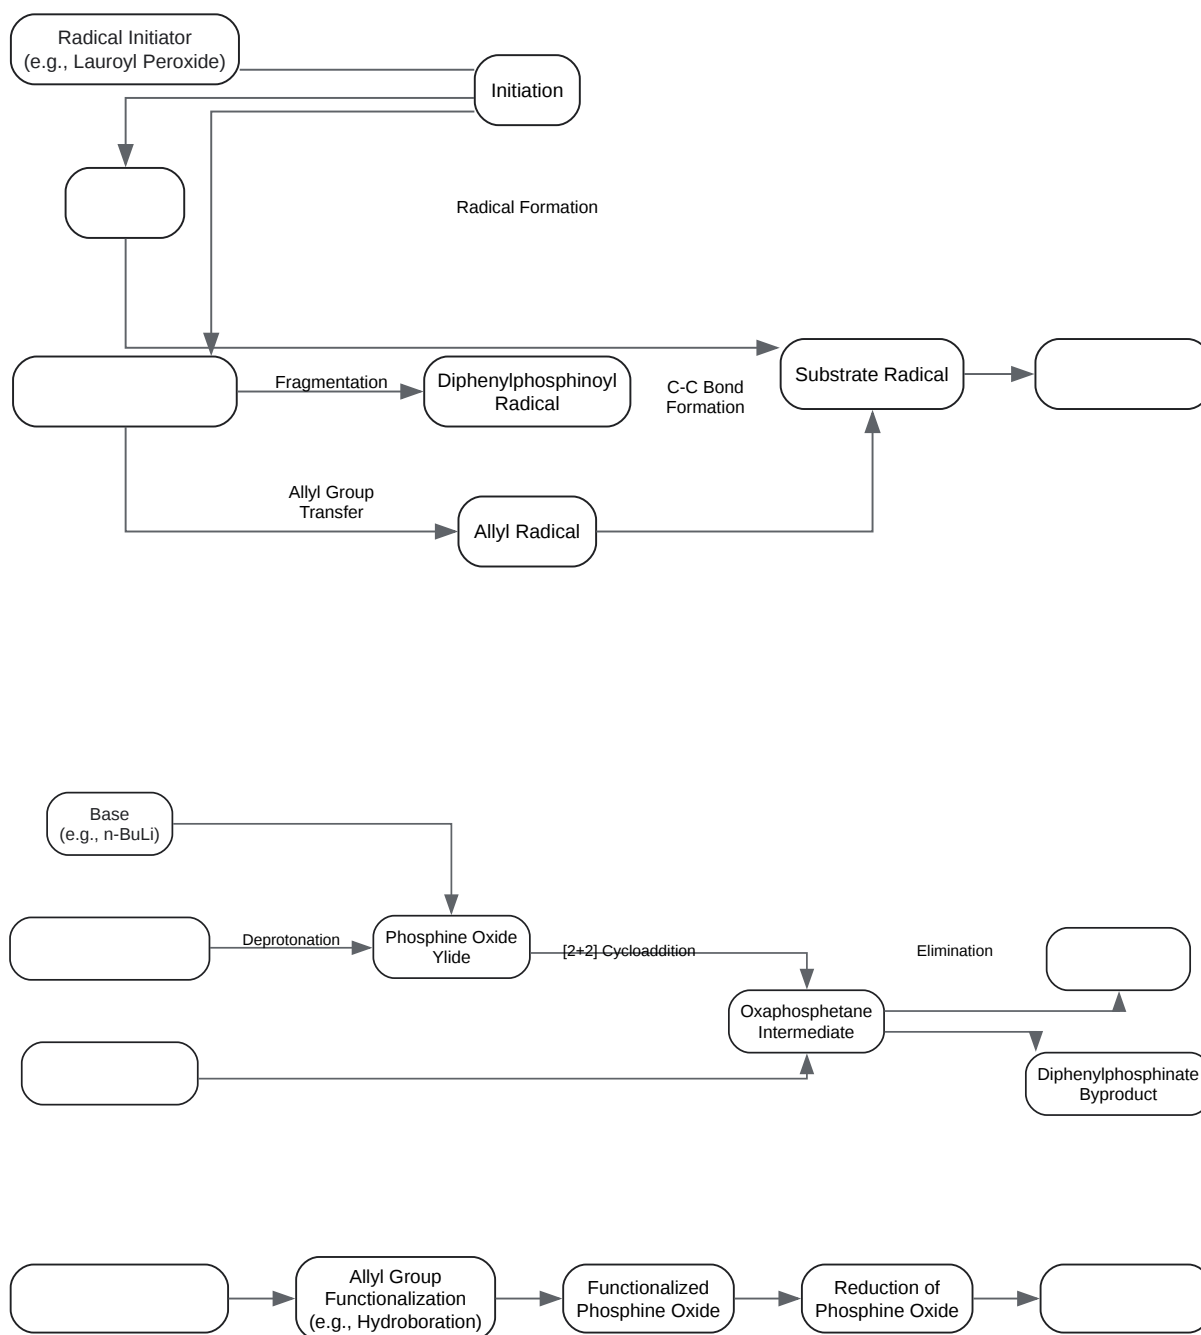 Radical Initiator
(e.g., Lauroyl Peroxide)
Initiation
Radical Formation
Fragmentation
Diphenylphosphinoyl
Radical
C-C Bond
Formation
Substrate Radical
Allyl Group
Transfer
Allyl Radical
Base
(e.g., n-BuLi)
Deprotonation
Phosphine Oxide
Ylide
[2+2] Cycloaddition
Elimination
Oxaphosphetane
Intermediate
Diphenylphosphinate
Byproduct
Allyl Group
Functionalization
(e.g., Hydroboration)
Functionalized
Phosphine Oxide
Reduction of
Phosphine Oxide